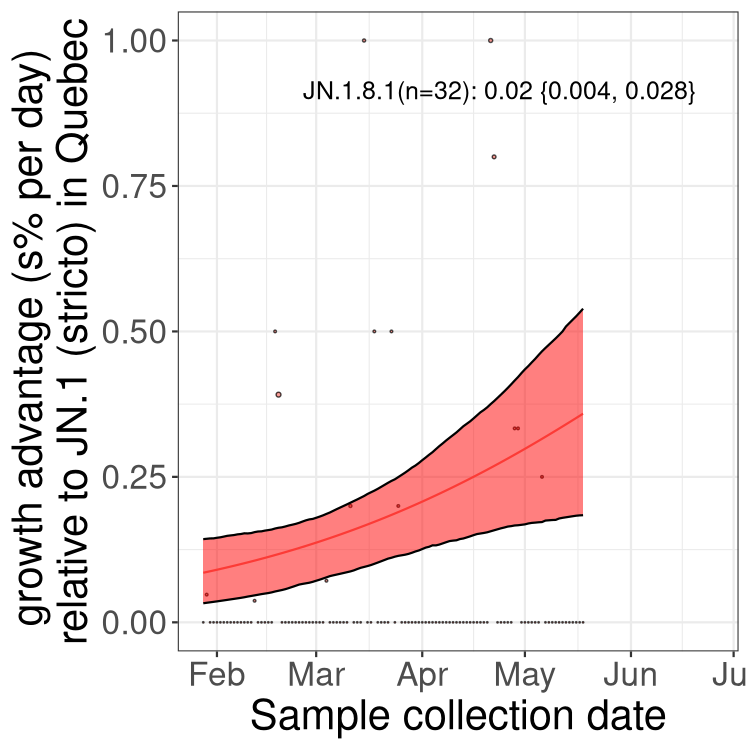 growth advantage (s% per day)
relative to JN.1 (stricto) in Quebec
1.00
0.75
0.50
0.25
0.00
JN.1.8.1(n=32): 0.02 {0.004, 0.028}
Feb Mar Apr May Jun Ju
Sample collection date